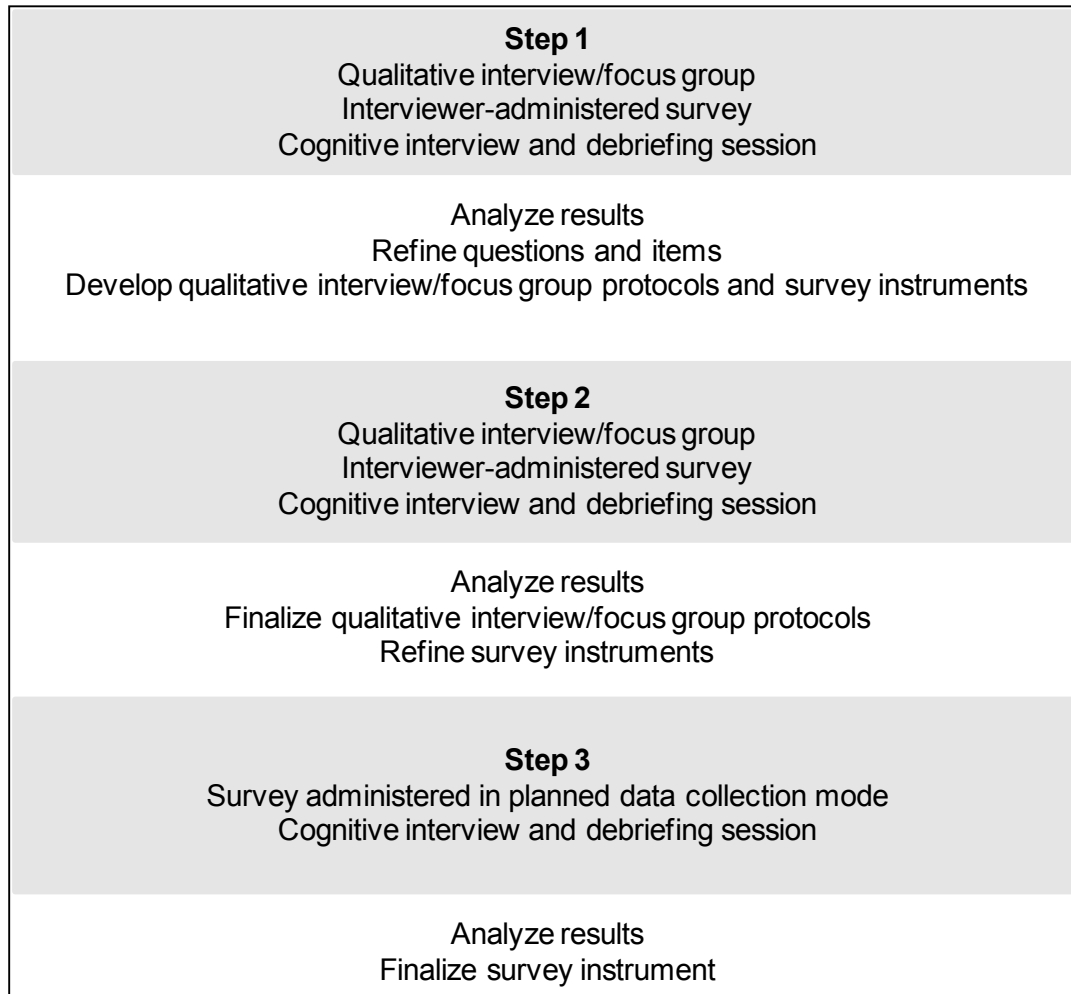 Step 1
Qualitative interview/focus group
Interviewer-administered survey
Cognitive interview and debriefing session
Analyze results
Refine questions and items
Develop qualitative interview/focus group protocols and survey instruments
Step 2
Qualitative interview/focus group
Interviewer-administered survey
Cognitive interview and debriefing session
Analyze results
Finalize qualitative interview/focus group protocols
Refine survey instruments
Step 3
Survey administered in planned data collection mode
Cognitive interview and debriefing session
Analyze results
Finalize survey instrument